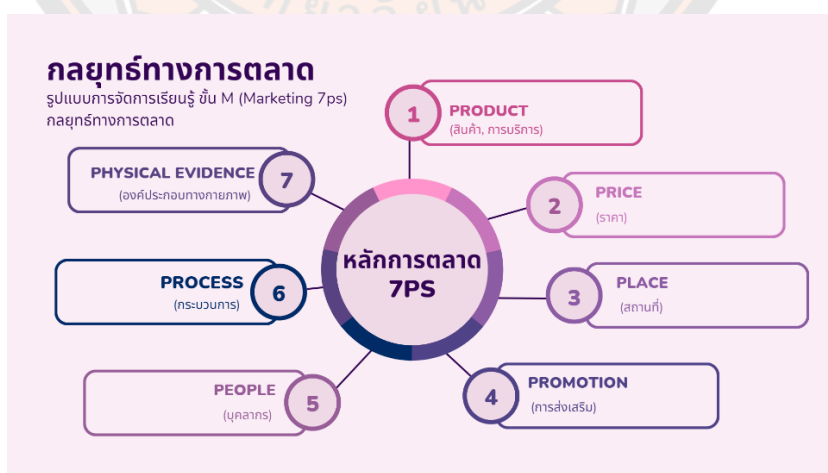 กลยุทธ์ทางการตลาด
รูปแบบการจัดการเรียนรู้ ขั้น M (Marketing 7ps)
กลยุทธ์ทางการตลาด
หลักการตลาด
7PS
1
PRODUCT
(สินค้า, การบริการ)
2
PRICE
(ราคา)
3
PLACE
(สถานที่)
4
PROMOTION
(การส่งเสริม)
5
PEOPLE
(บุคลากร)
6
PROCESS
(กระบวนการ)
7
PHYSICAL EVIDENCE
(องค์ประกอบทางกายภาพ)